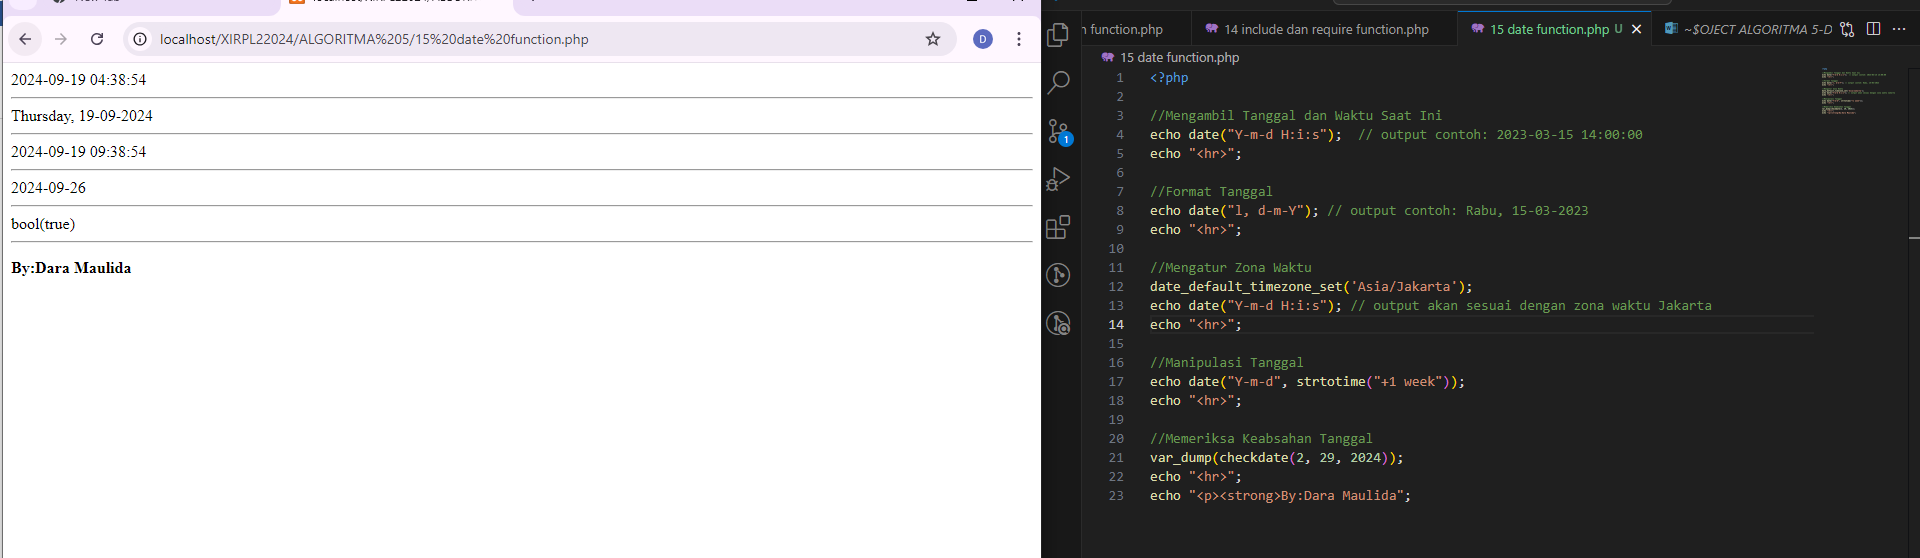 localhost/XIRPL22024/ALGORITMA%205/15%20date%20function.php
D
2024-09-19 04:38:54
Thursday, 19-09-2024
2024-09-19 09:38:54
2024-09-26
bool(true)
By:Dara Maulida
function.php
14 include dan require function.php
15 date function.php U
~$OJECT ALGORITMA 5-D
15 date function.php
1
1 <?php
2
3 //Mengambil Tanggal dan Waktu Saat Ini
4 echo date("Y-m-d H:i:s");  // output contoh: 2023-03-15 14:00:00
5 echo "<hr>";
6
7 //Format Tanggal
8 echo date("l, d-m-Y"); // output contoh: Rabu, 15-03-2023
9 echo "<hr>";
10
11 //Mengatur Zona Waktu
12 date_default_timezone_set('Asia/Jakarta');
13 echo date("Y-m-d H:i:s"); // output akan sesuai dengan zona waktu Jakarta
14 echo "<hr>";
15
16 //Manipulasi Tanggal
17 echo date("Y-m-d", strtotime("+1 week"));
18 echo "<hr>";
19
20 //Memeriksa Keabsahan Tanggal
21 var_dump(checkdate(2, 29, 2024));
22 echo "<hr>";
23 echo "<p><strong>By:Dara Maulida";